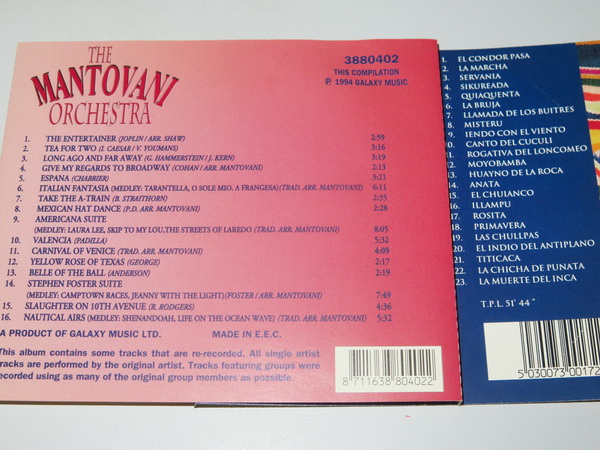 THE
MANTOVANI
ORCHESTRA
3880402
THIS COMPILATION
℗ 1994 GALAXY MUSIC
1. THE ENTERTAINER (JOPLIN / ARR. SHAW) 2:59
2. TEA FOR TWO (I. CAESAR / V. YOUMANS) 3:16
3. LONG AGO AND FAR AWAY (G. HAMMERSTEIN / J. KERN) 3:19
4. GIVE MY REGARDS TO BROADWAY (COHAN / ARR. MANTOVANI) 2:13
5. ESPANA (CHABRIER) 3:21
6. ITALIAN FANTASIA (MEDLEY: TARANTELLA, O SOLE MIO. A FRANGESA) (TRAD. ARR. MANTOVANI) 6:11
7. TAKE THE A-TRAIN (B. STRAITHORN) 2:35
8. MEXICAN HAT DANCE (P.D. ARR. MANTOVANI) 2:28
9. AMERICANA SUITE
(MEDLEY: LAURA LEE, SKIP TO MY LOU,THE STREETS OF LAREDO (TRAD. ARR. MANTOVANI) 8:05
10. VALENCIA (PADILLA) 5:32
11. CARNIVAL OF VENICE (TRAD. ARR. MANTOVANI) 4:09
12. YELLOW ROSE OF TEXAS (GEORGE) 2:17
13. BELLE OF THE BALL (ANDERSON) 2:19
14. STEPHEN FOSTER SUITE
(MEDLEY: CAMPTOWN RACES, JEANNY WITH THE LIGHT) (FOSTER / ARR. MANTOVANI) 7:49
15. SLAUGHTER ON 10TH AVENUE (R. RODGERS) 4:36
16. NAUTICAL AIRS (MEDLEY: SHENANDOAH, LIFE ON THE OCEAN WAVE) (TRAD. ARR. MANTOVANI) 5:32
A PRODUCT OF GALAXY MUSIC LTD. MADE IN E.E.C.
This album contains some tracks that are re-recorded. All single artist
tracks are performed by the original artist. Tracks featuring groups were
recorded using as many of the original group members as possible.
8 711638 804022
1. EL CONDOR PASA
2. LA MARCHA
3. SERVANIA
4. SIKUREADA
5. QUIAQUENTA
6. LA BRUJA
7. LLAMADA DE LOS BUITRES
8. MISTERU
9. IENDO CON EL VIENTO
10. CANTO DEL CUCULI
11. ROGATIVA DEL LONCOMEO
12. MOYOBAMBA
13. HUAYNO DE LA ROCA
14. ANATA
15. EL CHUIANCO
16. ILLAMPU
17. ROSITA
18. PRIMAVERA
19. LAS CHULLPAS
20. EL INDIO DEL ANTIPLANO
21. TITICACA
22. LA CHICHA DE PUNATA
23. LA MUERTE DEL INCA
T.P.L. 51' 44"
5 030073 00172